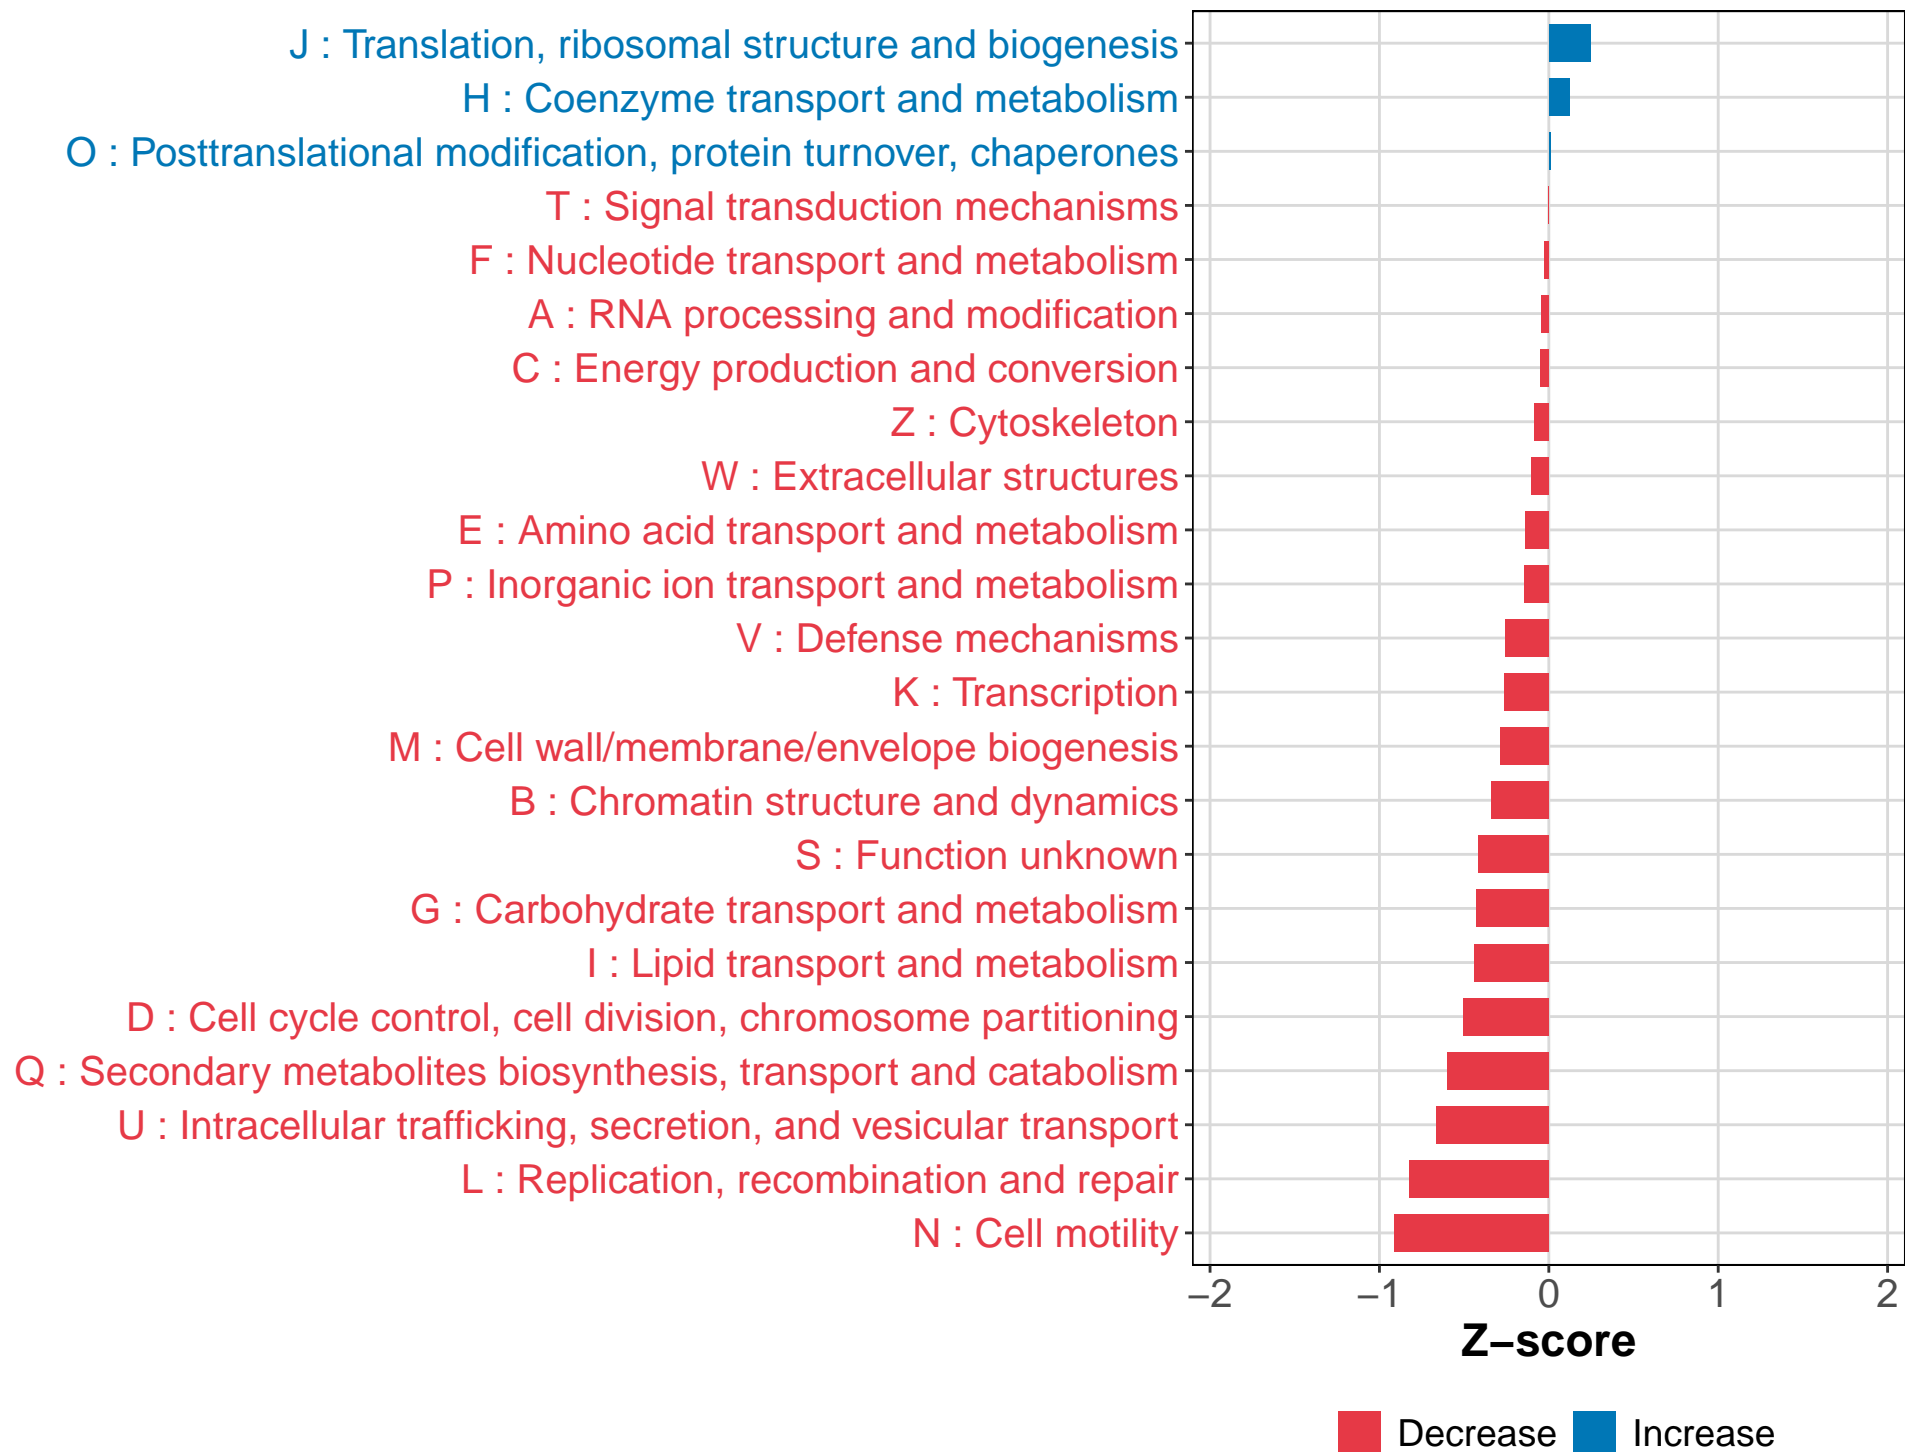 J : Translation, ribosomal structure and biogenesis
H : Coenzyme transport and metabolism
O : Posttranslational modification, protein turnover, chaperones
T : Signal transduction mechanisms
F : Nucleotide transport and metabolism
A : RNA processing and modification
C : Energy production and conversion
Z : Cytoskeleton
W : Extracellular structures
E : Amino acid transport and metabolism
P : Inorganic ion transport and metabolism
V : Defense mechanisms
K : Transcription
M : Cell wall/membrane/envelope biogenesis
B : Chromatin structure and dynamics
S : Function unknown
G : Carbohydrate transport and metabolism
I : Lipid transport and metabolism
D : Cell cycle control, cell division, chromosome partitioning
Q : Secondary metabolites biosynthesis, transport and catabolism
U : Intracellular trafficking, secretion, and vesicular transport
L : Replication, recombination and repair
N : Cell motility
−2 −1 0 1 2
Z−score
Decrease Increase